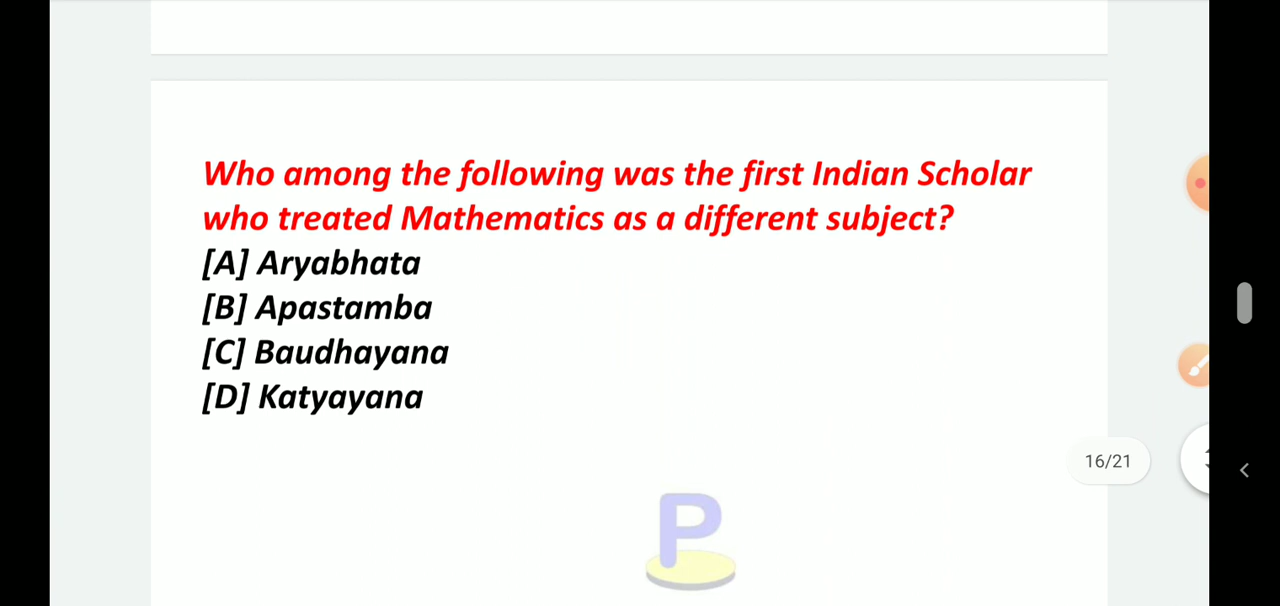 Who among the following was the first Indian Scholar
who treated Mathematics as a different subject?
[A] Aryabhata
[B] Apastamba
[C] Baudhayana
[D] Katyayana
16/21
P